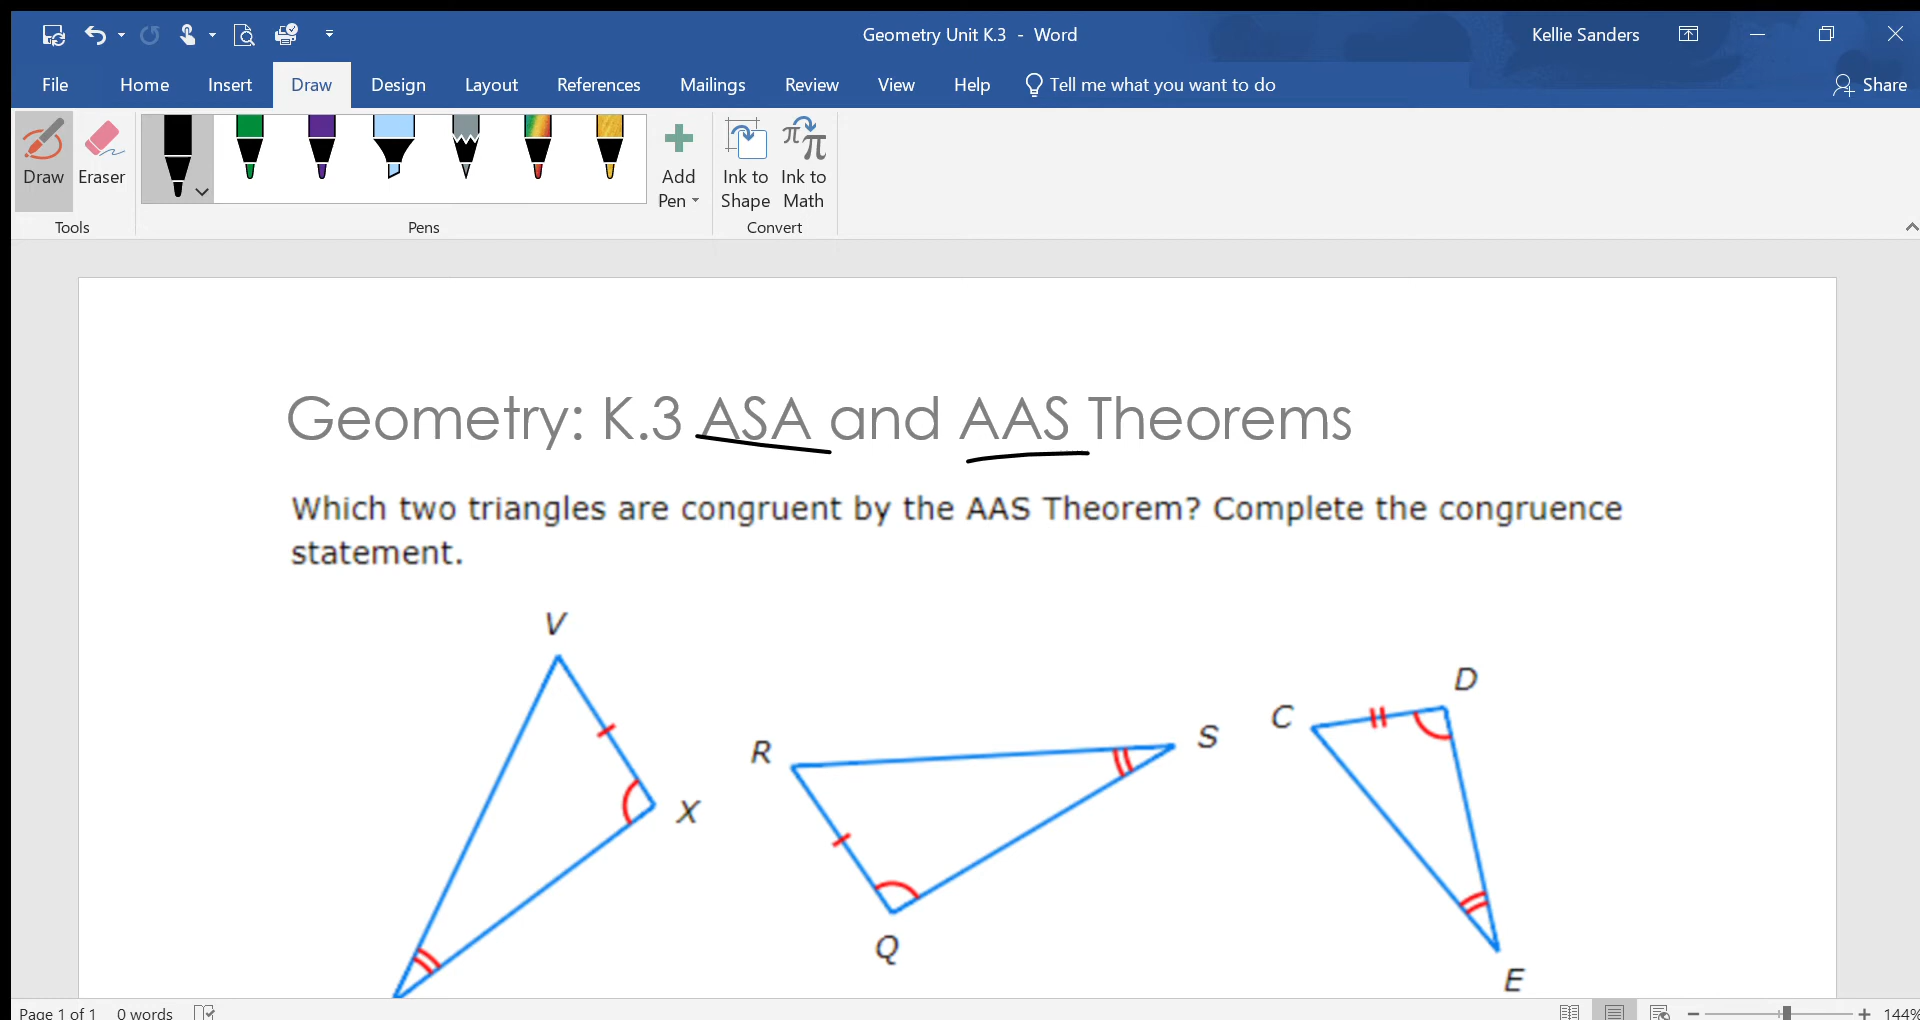 Geometry Unit K.3 - Word
Kellie Sanders
File Home Insert Draw Design Layout References Mailings Review View Help Tell me what you want to do Share
Draw Eraser
Add Pen
Ink to Shape
Ink to Math
Tools Pens Convert
Geometry: K.3 ASA and AAS Theorems
Which two triangles are congruent by the AAS Theorem? Complete the congruence
statement.
V
D
C
S
R
X
Q
E
Page 1 of 1 0 words 144%